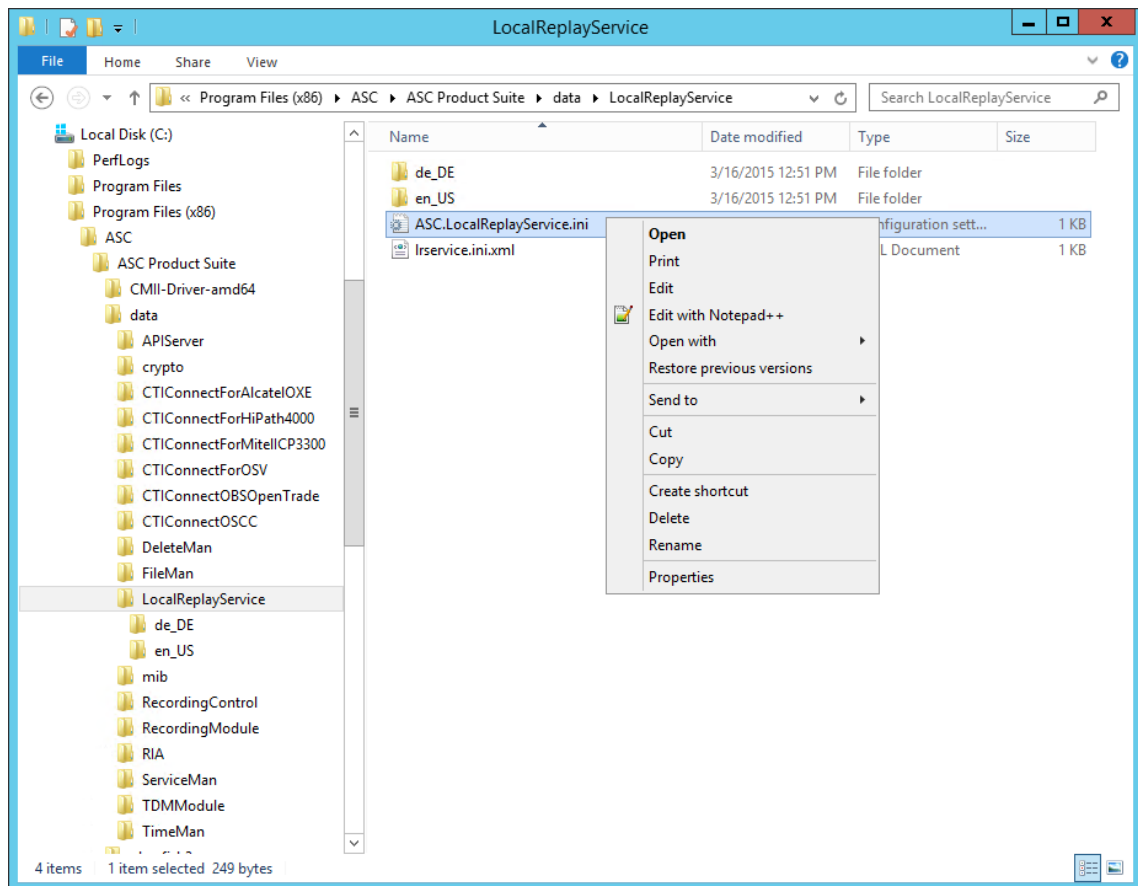 LocalReplayService
File Home Share View
« Program Files (x86) ASC ASC Product Suite data LocalReplayService
Search LocalReplayService
Local Disk (C:)
PerfLogs
Program Files
Program Files (x86)
ASC
ASC Product Suite
CMII-Driver-amd64
data
APIServer
crypto
CTIConnectForAlcatelOXE
CTIConnectForHiPath4000
CTIConnectForMitelICP3300
CTIConnectForOSV
CTIConnectOBSOpenTrade
CTIConnectOSCC
DeleteMan
FileMan
LocalReplayService
de_DE
en_US
mib
RecordingControl
RecordingModule
RIA
ServiceMan
TDMModule
TimeMan
Name Date modified Type Size
de_DE 3/16/2015 12:51 PM File folder
en_US 3/16/2015 12:51 PM File folder
ASC.LocalReplayService.ini nfiguration sett... 1 KB
lrservice.ini.xml L Document 1 KB
Open
Print
Edit
Edit with Notepad++
Open with
Restore previous versions
Send to
Cut
Copy
Create shortcut
Delete
Rename
Properties
4 items 1 item selected 249 bytes